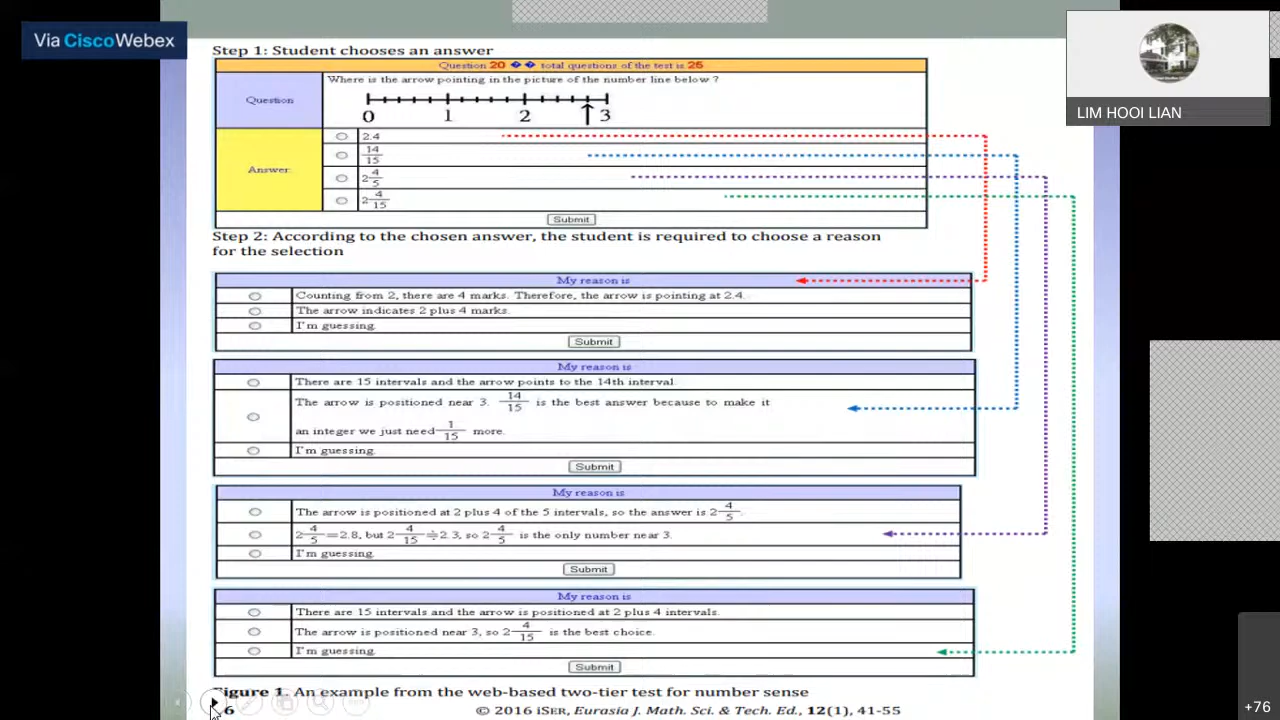 Via Cisco Webex
LIM HOOI LIAN
Step 1: Student chooses an answer
Question 20 �� total questions of the test is 25
Question
Where is the arrow pointing in the picture of the number line below ?
0 1 2 3
Answer
2.4
14/15
2 4/5
2 4/15
Submit
Step 2: According to the chosen answer, the student is required to choose a reason
for the selection
My reason is
Counting from 2, there are 4 marks. Therefore, the arrow is pointing at 2.4.
The arrow indicates 2 plus 4 marks.
I'm guessing.
Submit
My reason is
There are 15 intervals and the arrow points to the 14th interval.
The arrow is positioned near 3. 14/15 is the best answer because to make it
an integer we just need 1/15 more.
I'm guessing.
Submit
My reason is
The arrow is positioned at 2 plus 4 of the 5 intervals, so the answer is 2 4/5.
2 4/5=2.8, but 2 4/15≑2.3, so 2 4/5 is the only number near 3.
I'm guessing.
Submit
My reason is
There are 15 intervals and the arrow is positioned at 2 plus 4 intervals.
The arrow is positioned near 3, so 2 4/15 is the best choice.
I'm guessing.
Submit
Figure 1. An example from the web-based two-tier test for number sense
© 2016 iSER, Eurasia J. Math. Sci. & Tech. Ed., 12(1), 41-55
+76